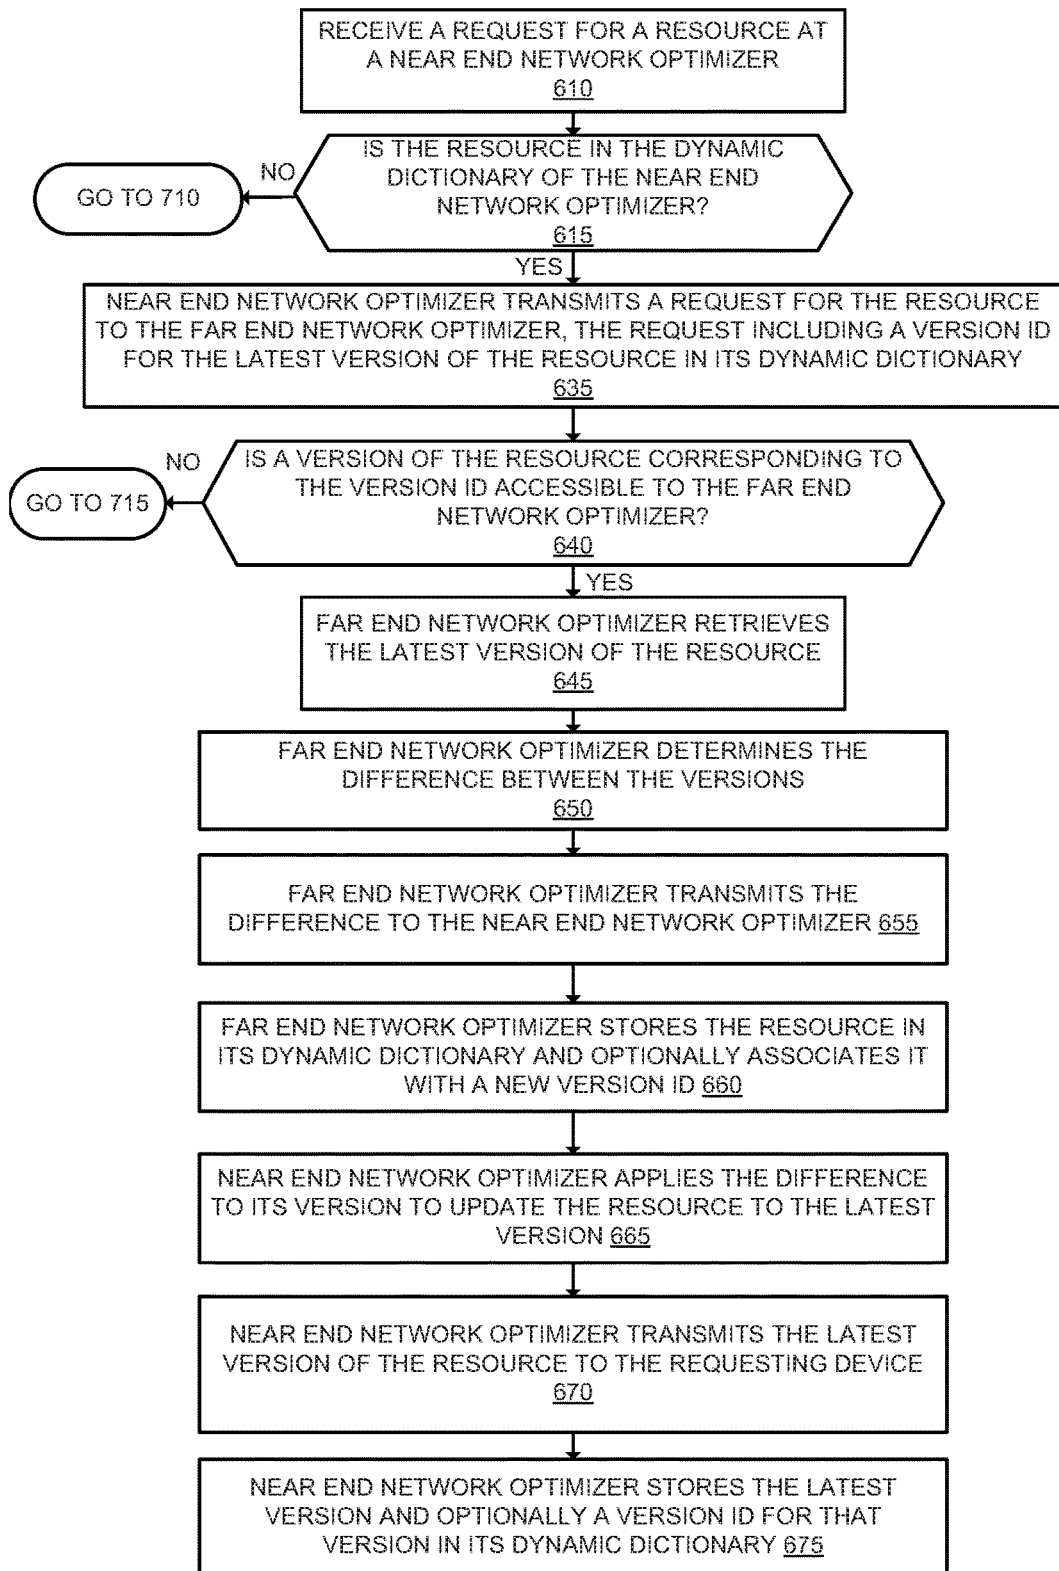 RECEIVE A REQUEST FOR A RESOURCE AT
A NEAR END NETWORK OPTIMIZER
610
IS THE RESOURCE IN THE DYNAMIC
DICTIONARY OF THE NEAR END
NETWORK OPTIMIZER?
615
NO
GO TO 710
YES
NEAR END NETWORK OPTIMIZER TRANSMITS A REQUEST FOR THE RESOURCE
TO THE FAR END NETWORK OPTIMIZER, THE REQUEST INCLUDING A VERSION ID
FOR THE LATEST VERSION OF THE RESOURCE IN ITS DYNAMIC DICTIONARY
635
IS A VERSION OF THE RESOURCE CORRESPONDING TO
THE VERSION ID ACCESSIBLE TO THE FAR END
NETWORK OPTIMIZER?
640
NO
GO TO 715
YES
FAR END NETWORK OPTIMIZER RETRIEVES
THE LATEST VERSION OF THE RESOURCE
645
FAR END NETWORK OPTIMIZER DETERMINES THE
DIFFERENCE BETWEEN THE VERSIONS
650
FAR END NETWORK OPTIMIZER TRANSMITS THE
DIFFERENCE TO THE NEAR END NETWORK OPTIMIZER 655
FAR END NETWORK OPTIMIZER STORES THE RESOURCE IN
ITS DYNAMIC DICTIONARY AND OPTIONALLY ASSOCIATES IT
WITH A NEW VERSION ID 660
NEAR END NETWORK OPTIMIZER APPLIES THE DIFFERENCE
TO ITS VERSION TO UPDATE THE RESOURCE TO THE LATEST
VERSION 665
NEAR END NETWORK OPTIMIZER TRANSMITS THE LATEST
VERSION OF THE RESOURCE TO THE REQUESTING DEVICE
670
NEAR END NETWORK OPTIMIZER STORES THE LATEST
VERSION AND OPTIONALLY A VERSION ID FOR THAT
VERSION IN ITS DYNAMIC DICTIONARY 675